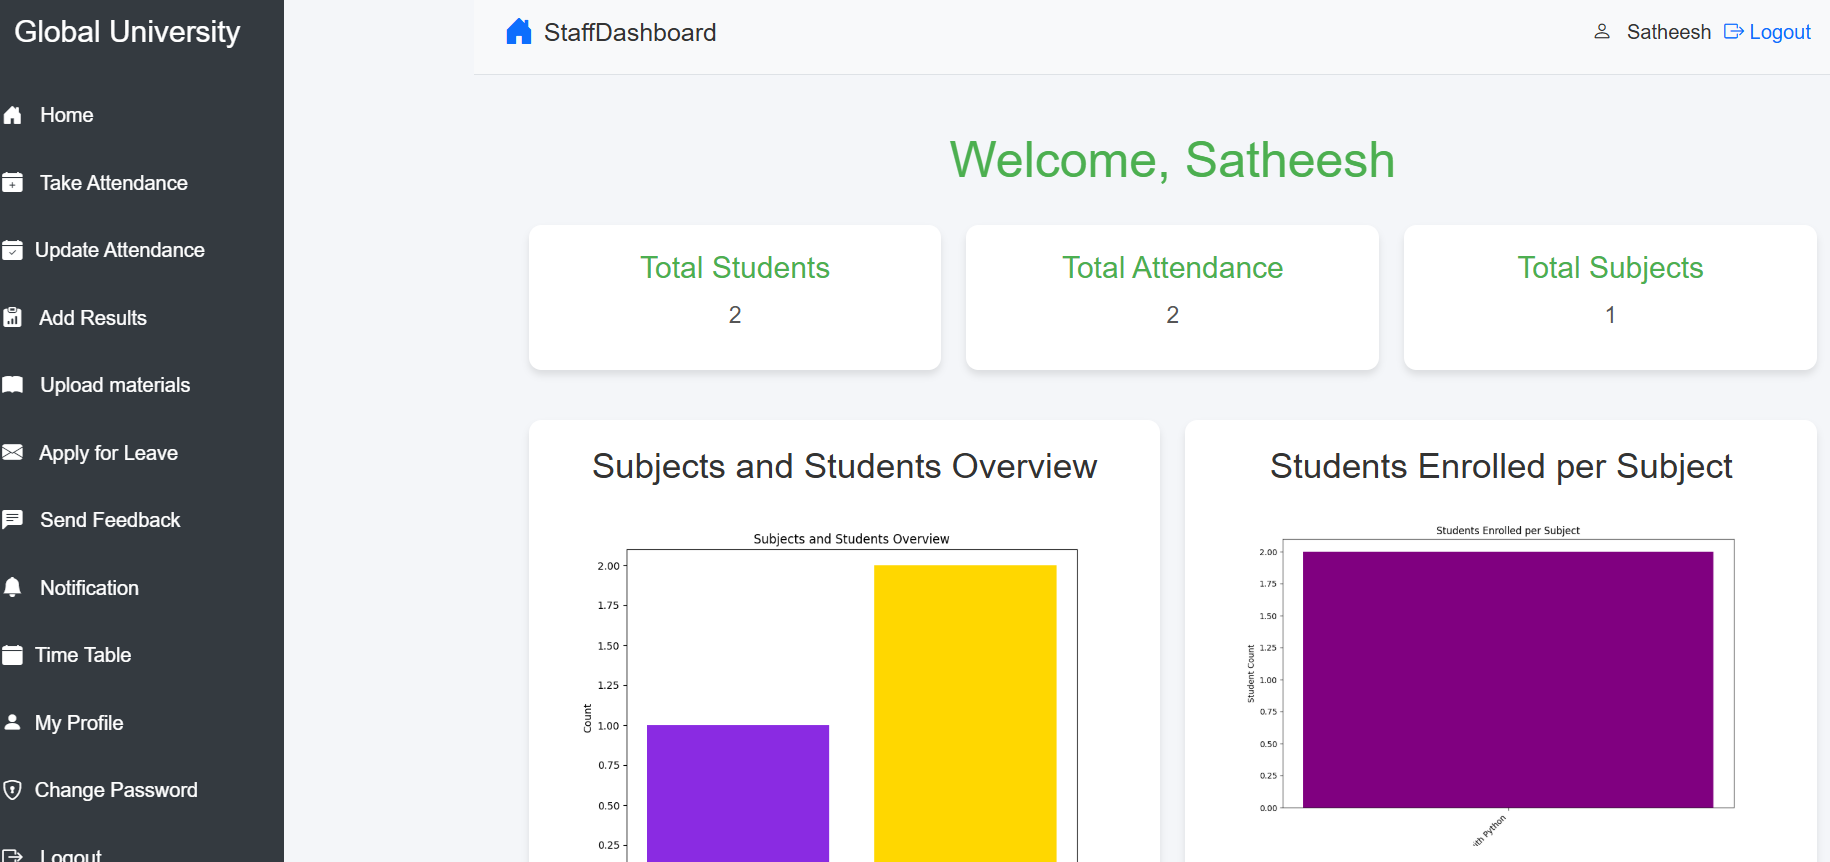 Global University
Home
Take Attendance
Update Attendance
Add Results
Upload materials
Apply for Leave
Send Feedback
Notification
Time Table
My Profile
Change Password
Logout
StaffDashboard
Satheesh
Logout
Welcome, Satheesh
Total Students
2
Total Attendance
2
Total Subjects
1
Subjects and Students Overview
Subjects and Students Overview
Count
2.00
1.75
1.50
1.25
1.00
0.75
0.50
0.25
Students Enrolled per Subject
Students Enrolled per Subject
Student Count
2.00
1.75
1.50
1.25
1.00
0.75
0.50
0.25
0.00
Python